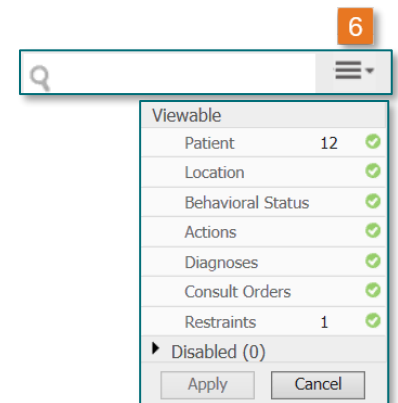 6
Viewable
Patient 12
Location
Behavioral Status
Actions
Diagnoses
Consult Orders
Restraints 1
Disabled (0)
Apply Cancel